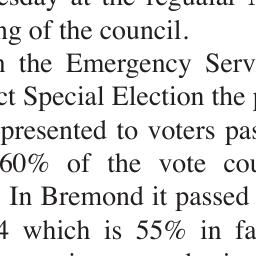 at the regular
ng of the council.
the Emergency Serv
ct Special Election the p
presented to voters pas
60% of the vote cou
In Bremond it passed
4 which is 55% in fa